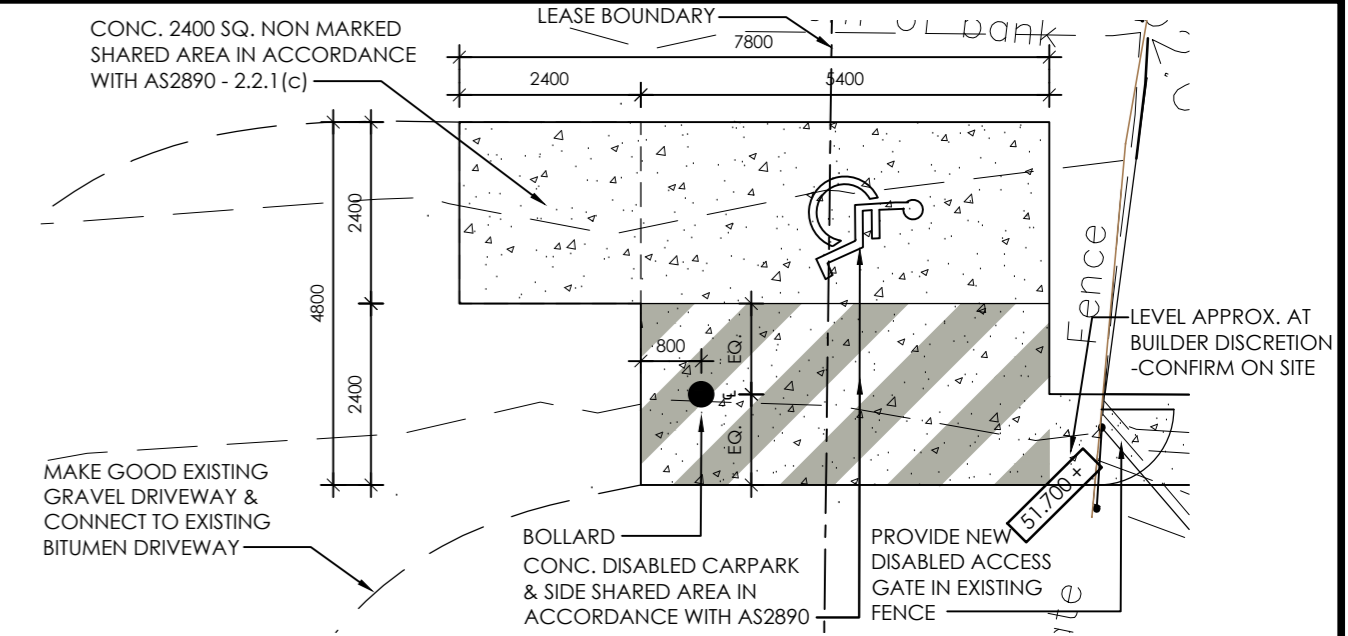 CONC. 2400 SQ. NON MARKED
SHARED AREA IN ACCORDANCE
WITH AS2890 - 2.2.1(c)
LEASE BOUNDARY
bank
7800
2400
5400
4800
2400
2400
Fence
LEVEL APPROX. AT
BUILDER DISCRETION
-CONFIRM ON SITE
800
EQ.
EQ.
51.700 +
MAKE GOOD EXISTING
GRAVEL DRIVEWAY &
CONNECT TO EXISTING
BITUMEN DRIVEWAY
BOLLARD
CONC. DISABLED CARPARK
& SIDE SHARED AREA IN
ACCORDANCE WITH AS2890
PROVIDE NEW
DISABLED ACCESS
GATE IN EXISTING
FENCE